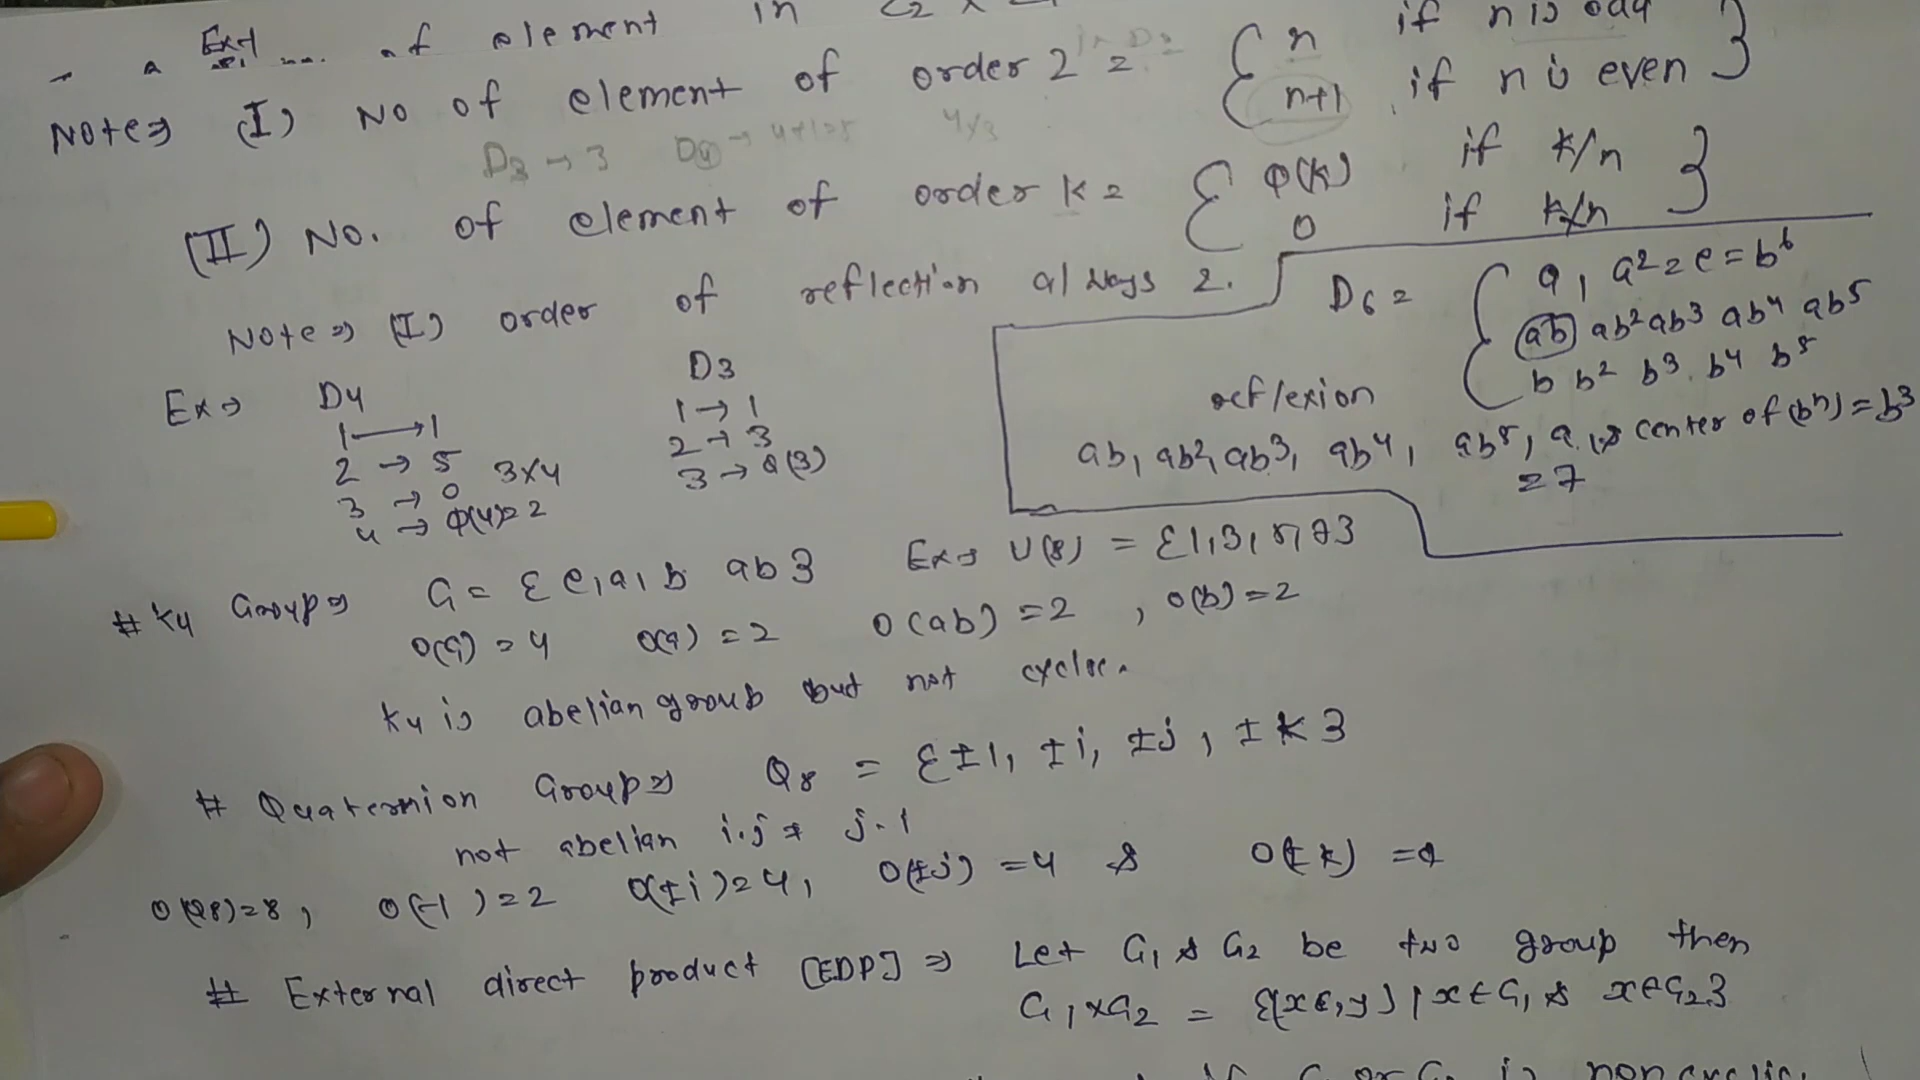 of element in
Note⇒ (I) No of element of order 2 = { n if n is odd
n+1 if n is even }
D3 → 3 D4 → 4+1=5 4×3
(II) No. of element of order k = { φ(k) if k/n
0 if k∤n }
Note⇒ (I) order of reflection always 2.
D6 = { a, a² = e = b⁶
ab ab² ab³ ab⁴ ab⁵
b b² b³ b⁴ b⁵
reflexion
ab, ab², ab³, ab⁴, ab⁵, a, & center of (bⁿ) = b³
= 7
Ex⇒ D4 D3
1 → 1 1 → 1
2 → 5 3×4 2 → 3
3 → 0 3 → φ(3)
4 → φ(4)=2
# K4 Group⇒ G = {e, a, b ab} Ex⇒ U(8) = {1, 3, 5, 7}
O(G) = 4 O(a) = 2 O(ab) = 2 , O(b) = 2
K4 is abelian group but not cyclic.
# Quaternion Group⇒ Q8 = {±1, ±i, ±j, ±k}
not abelian i.j ≠ j.i
O(Q8)=8, O(-1)=2 O(±i)=4, O(±j)=4 & O(±k) =4
# External direct product [EDP] ⇒ Let G1 & G2 be two group then
G1×G2 = {(x, y) | x∈G1 & x∈G2}
G or G is non cyclic.